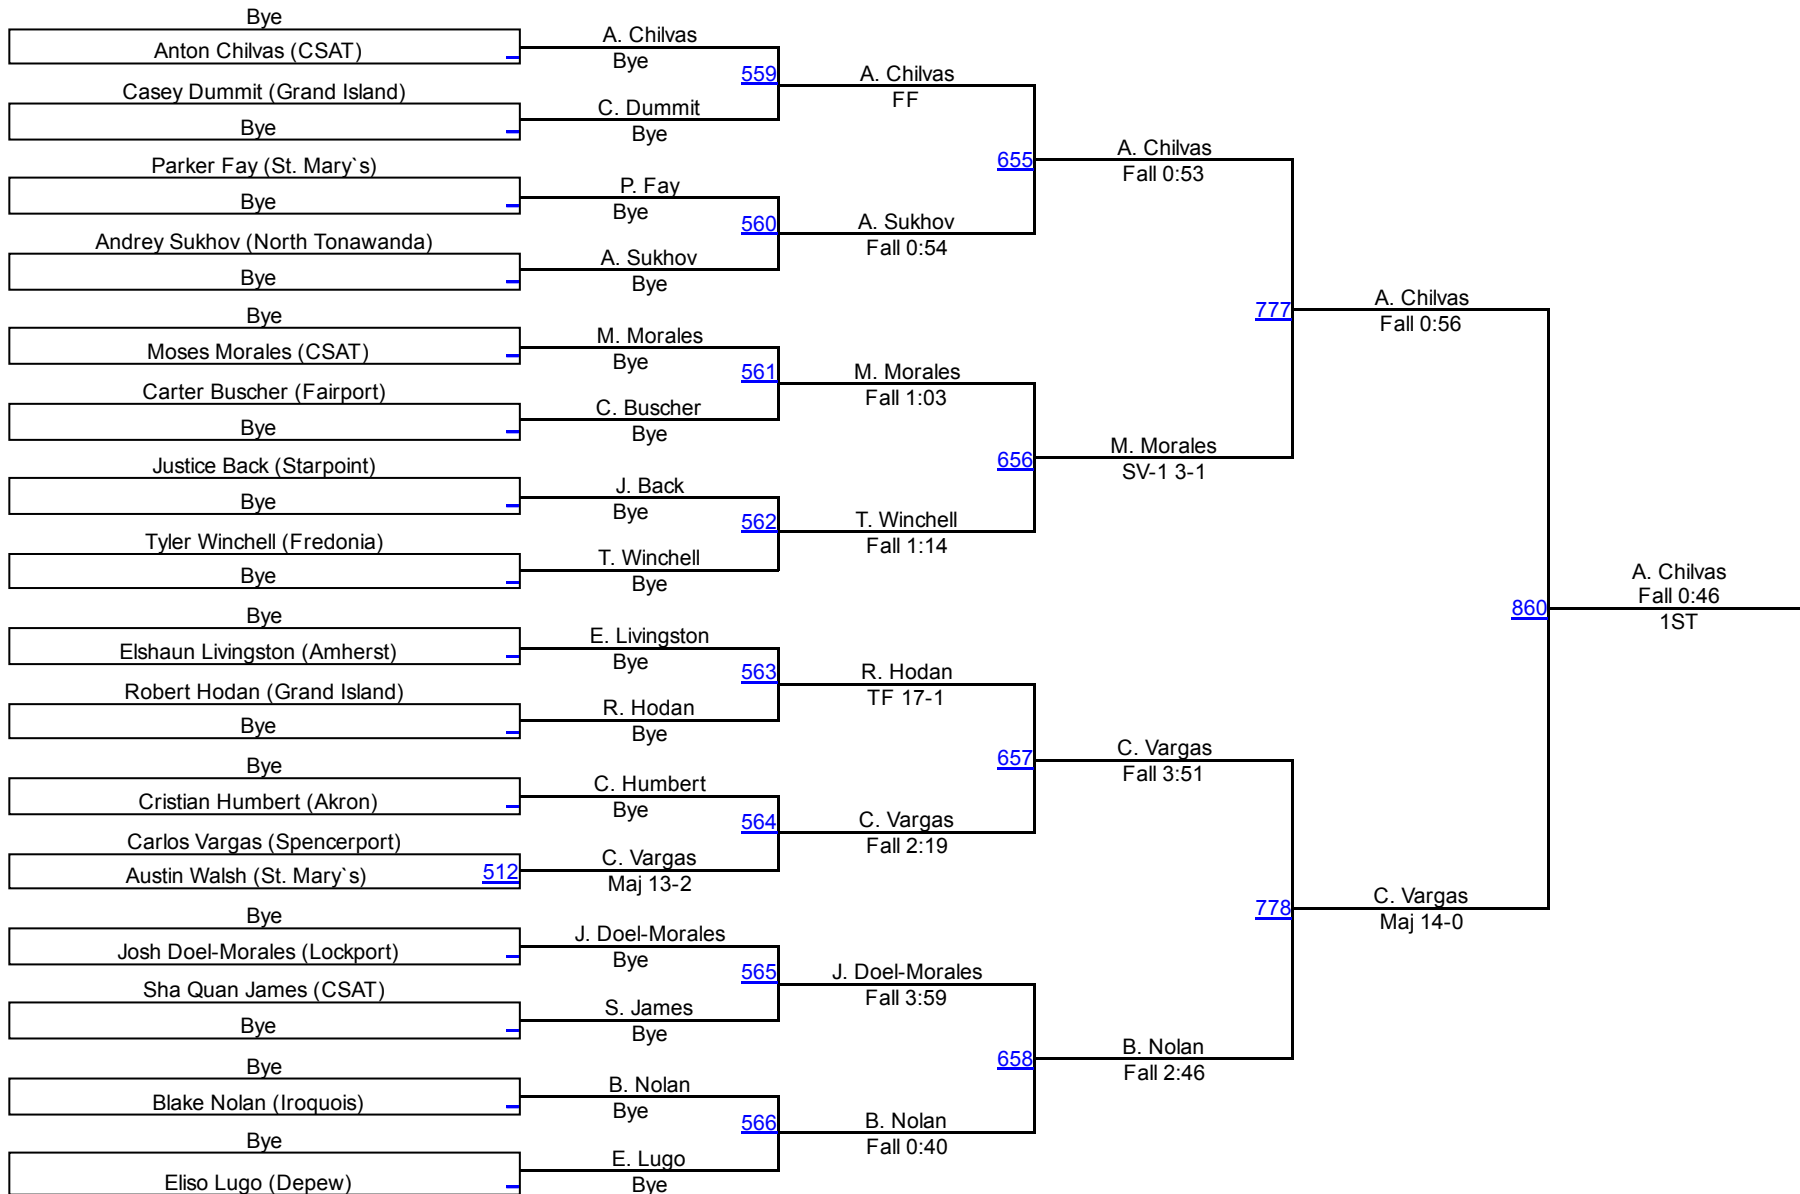 Bye
Anton Chilvas (CSAT)
Casey Dummit (Grand Island)
Bye
Parker Fay (St. Mary`s)
Bye
Andrey Sukhov (North Tonawanda)
Bye
Bye
Moses Morales (CSAT)
Carter Buscher (Fairport)
Bye
Justice Back (Starpoint)
Bye
Tyler Winchell (Fredonia)
Bye
Bye
Elshaun Livingston (Amherst)
Robert Hodan (Grand Island)
Bye
Bye
Cristian Humbert (Akron)
Carlos Vargas (Spencerport)
Austin Walsh (St. Mary`s)
512
Bye
Josh Doel-Morales (Lockport)
Sha Quan James (CSAT)
Bye
Bye
Blake Nolan (Iroquois)
Bye
Eliso Lugo (Depew)
A. Chilvas
Bye
559
C. Dummit
Bye
P. Fay
Bye
560
A. Sukhov
Bye
M. Morales
Bye
561
C. Buscher
Bye
J. Back
Bye
562
T. Winchell
Bye
E. Livingston
Bye
563
R. Hodan
Bye
C. Humbert
Bye
564
C. Vargas
Maj 13-2
J. Doel-Morales
Bye
565
S. James
Bye
B. Nolan
Bye
566
E. Lugo
Bye
A. Chilvas
FF
655
A. Sukhov
Fall 0:54
M. Morales
Fall 1:03
656
T. Winchell
Fall 1:14
R. Hodan
TF 17-1
657
C. Vargas
Fall 2:19
J. Doel-Morales
Fall 3:59
658
B. Nolan
Fall 0:40
A. Chilvas
Fall 0:53
777
M. Morales
SV-1 3-1
C. Vargas
Fall 3:51
778
B. Nolan
Fall 2:46
A. Chilvas
Fall 0:56
860
C. Vargas
Maj 14-0
A. Chilvas
Fall 0:46
1ST